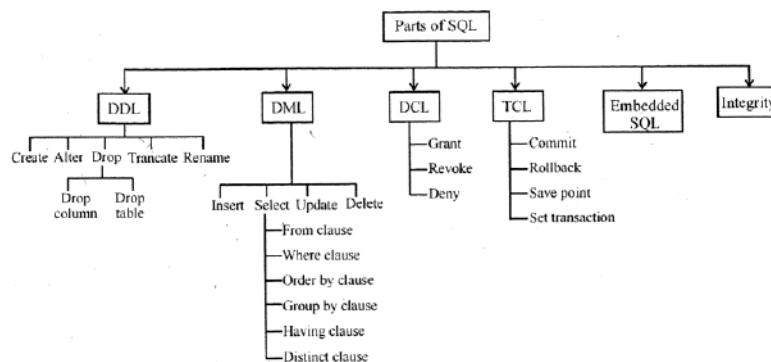 Parts of SQL
DDL
DML
DCL
TCL
Embedded
SQL
Integrity
Create Alter Drop Trancate Rename
Drop
column
Drop
table
Insert Select Update Delete
From clause
Where clause
Order by clause
Group by clause
Having clause
Distinct clause
Grant
Revoke
Deny
Commit
Rollback
Save point
Set transaction